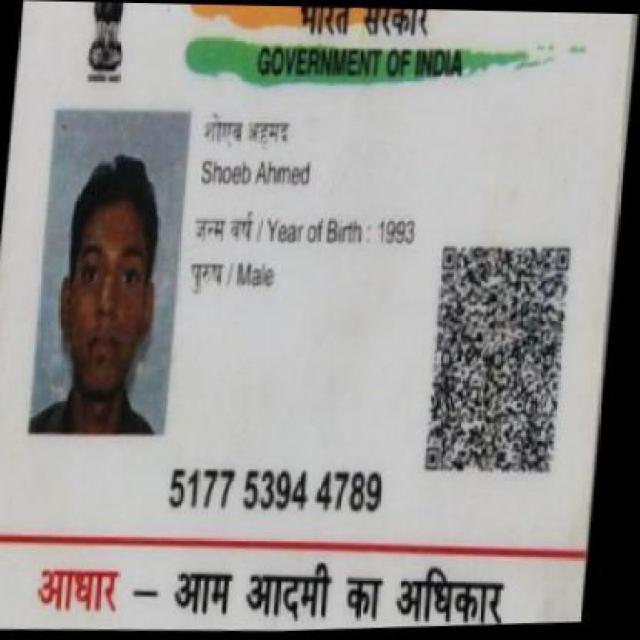 भारत सरकार
GOVERNMENT OF INDIA
शोएब अहमद
Shoeb Ahmed
जन्म वर्ष / Year of Birth : 1993
पुरुष / Male
5177 5394 4789
आधार – आम आदमी का अधिकार